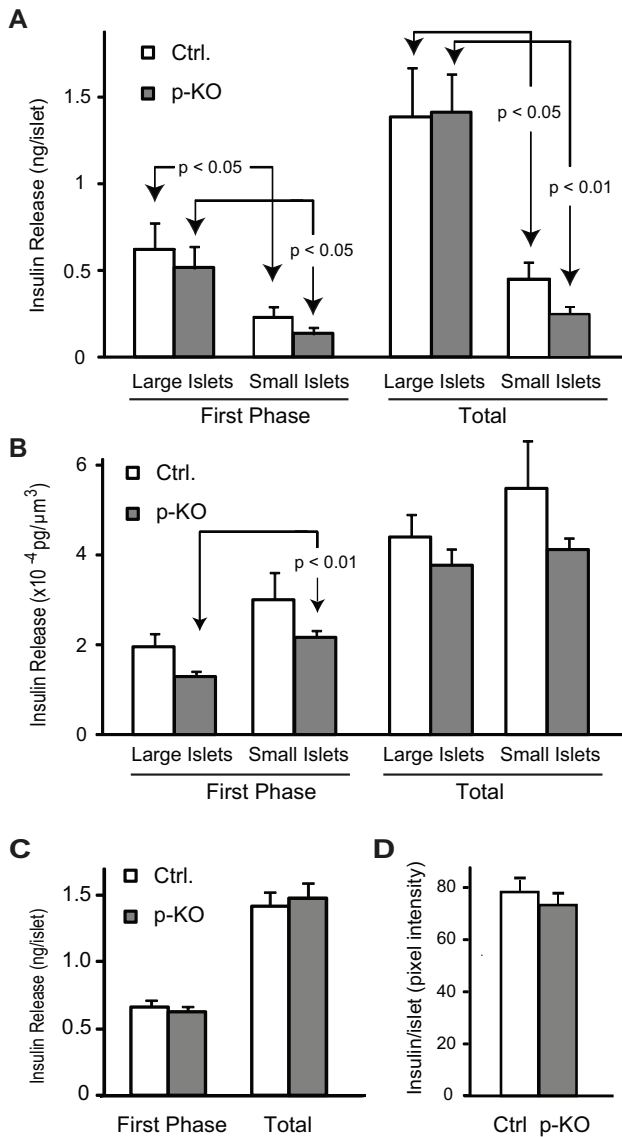 A
Ctrl.
p-KO
Insulin Release (ng/islet)
1.5
1
0.5
0
p < 0.05
p < 0.05
p < 0.05
p < 0.01
Large Islets Small Islets Large Islets Small Islets
First Phase Total
B
Ctrl.
p-KO
Insulin Release (x10⁻⁴ pg/µm³)
6
4
2
0
p < 0.01
Large Islets Small Islets Large Islets Small Islets
First Phase Total
C
Ctrl.
p-KO
Insulin Release (ng/islet)
1.5
1.0
0.5
0
First Phase Total
D
Insulin/islet (pixel intensity)
80
60
40
20
0
Ctrl p-KO